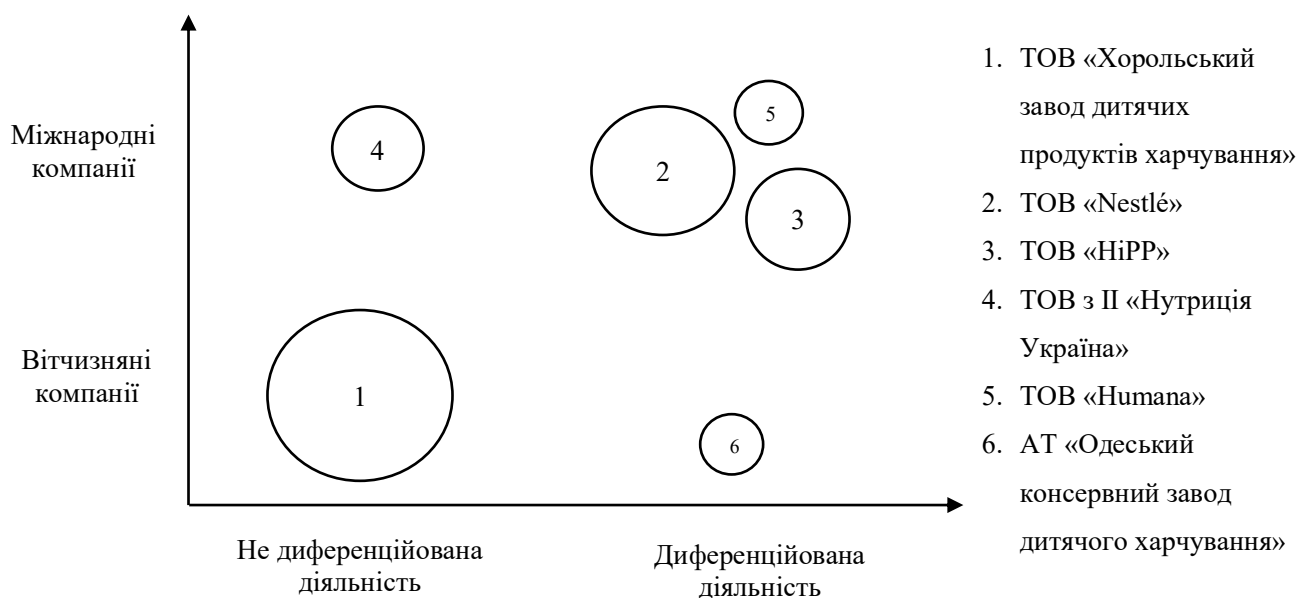 Міжнародні
компанії
Вітчизняні
компанії
4
2
5
3
1
6
Не диференційована
діяльність
Диференційована
діяльність
1. ТОВ «Хорольський
завод дитячих
продуктів харчування»
2. ТОВ «Nestlé»
3. ТОВ «HiPP»
4. ТОВ з ІІ «Нутриція
Україна»
5. ТОВ «Humana»
6. АТ «Одеський
консервний завод
дитячого харчування»